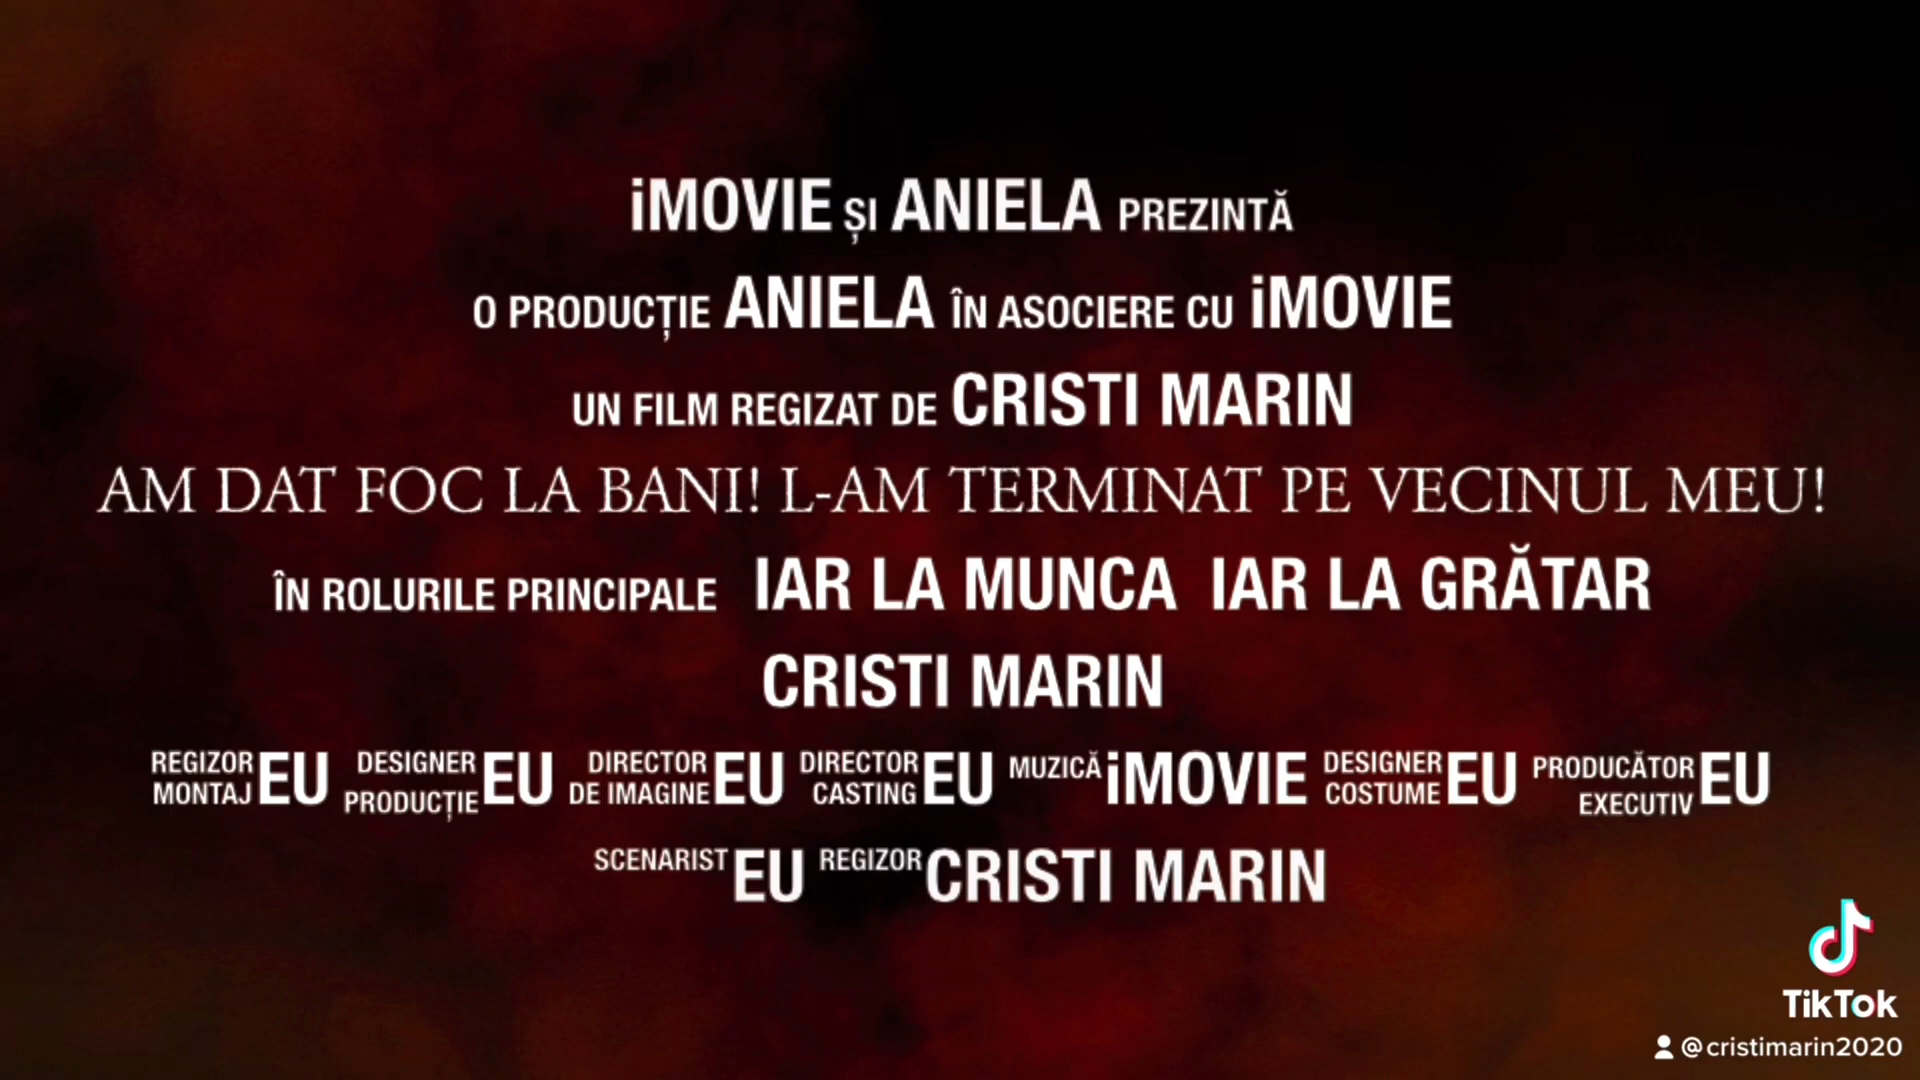 iMOVIE ȘI ANIELA PREZINTĂ
O PRODUCȚIE ANIELA ÎN ASOCIERE CU iMOVIE
UN FILM REGIZAT DE CRISTI MARIN
AM DAT FOC LA BANI! L-AM TERMINAT PE VECINUL MEU!
ÎN ROLURILE PRINCIPALE IAR LA MUNCA IAR LA GRĂTAR
CRISTI MARIN
REGIZOR MONTAJ EU DESIGNER PRODUCȚIE EU DIRECTOR DE IMAGINE EU DIRECTOR CASTING EU MUZICĂ iMOVIE DESIGNER COSTUME EU PRODUCĂTOR EXECUTIV EU
SCENARIST EU REGIZOR CRISTI MARIN
TikTok
@cristimarin2020